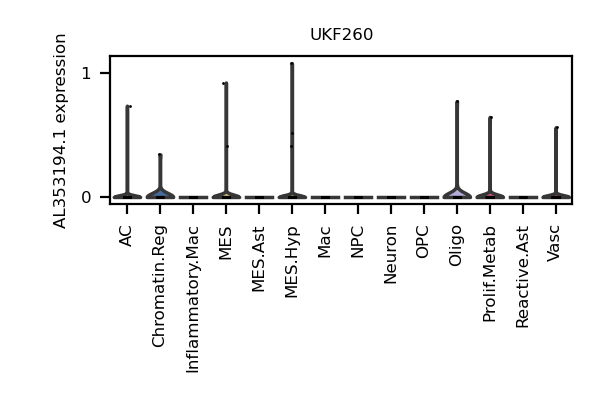 UKF260
AL353194.1 expression
1
0
AC
Chromatin.Reg
Inflammatory.Mac
MES
MES.Ast
MES.Hyp
Mac
NPC
Neuron
OPC
Oligo
Prolif.Metab
Reactive.Ast
Vasc